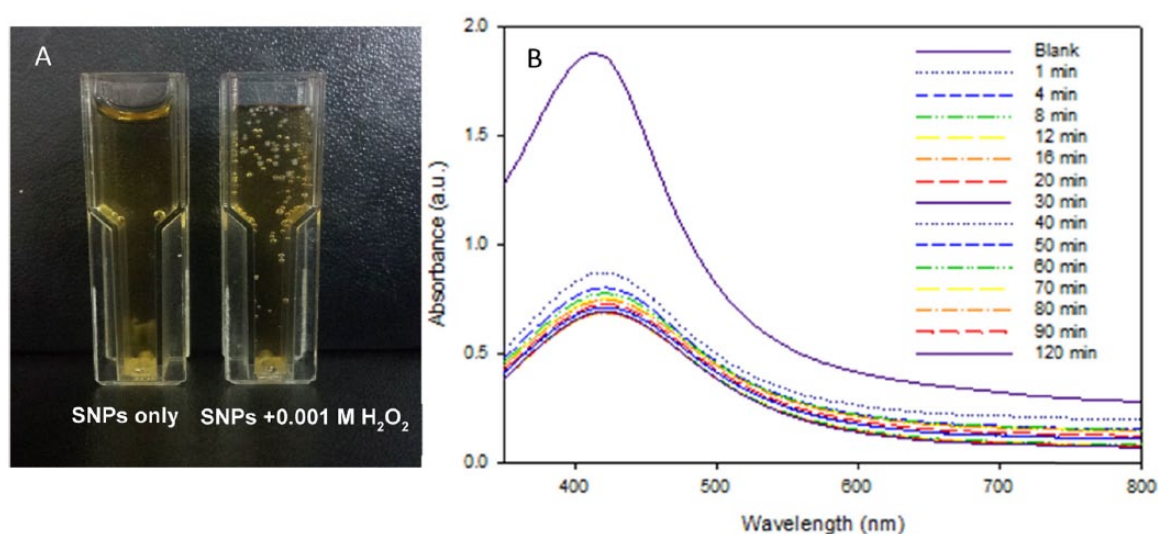 A
SNPs only
SNPs +0.001 M H₂O₂
B
2.0
1.5
1.0
0.5
0.0
Absorbance (a.u.)
400
500
600
700
800
Wavelength (nm)
Blank
1 min
4 min
8 min
12 min
16 min
20 min
30 min
40 min
50 min
60 min
70 min
80 min
90 min
120 min